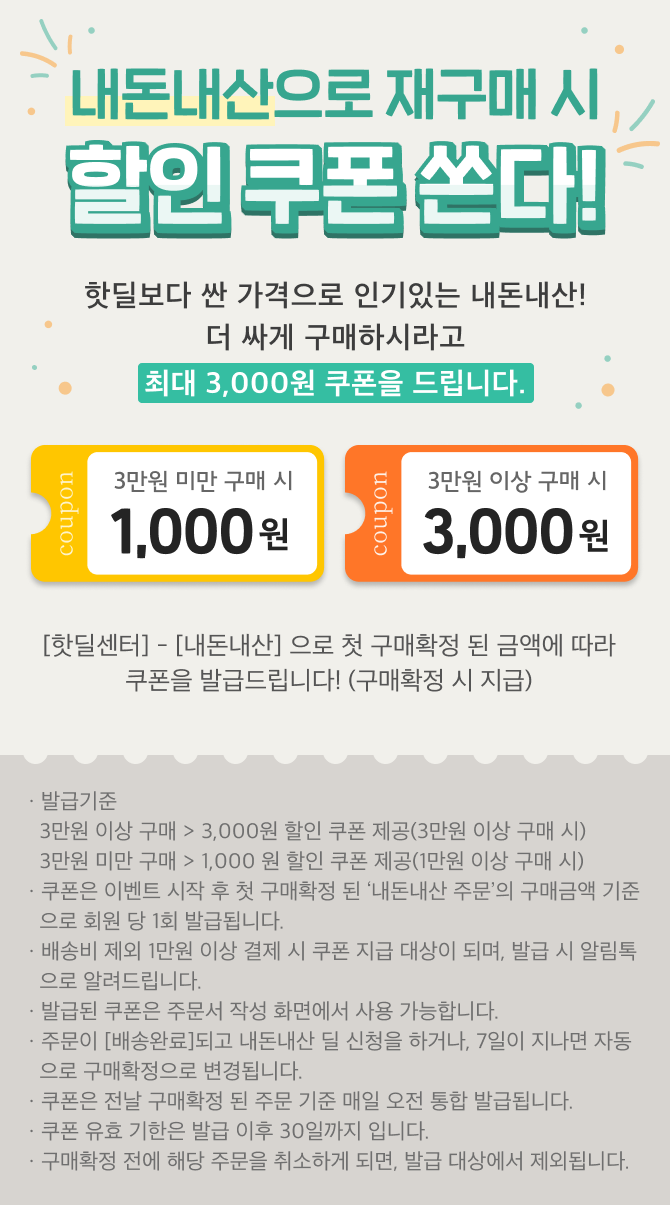 내돈내산으로 재구매 시
할인 쿠폰 쏜다!
핫딜보다 싼 가격으로 인기있는 내돈내산!
더 싸게 구매하시라고
최대 3,000원 쿠폰을 드립니다.
coupon
3만원 미만 구매 시
1,000원
coupon
3만원 이상 구매 시
3,000원
[핫딜센터] - [내돈내산] 으로 첫 구매확정 된 금액에 따라
쿠폰을 발급드립니다! (구매확정 시 지급)
· 발급기준
3만원 이상 구매 > 3,000원 할인 쿠폰 제공(3만원 이상 구매 시)
3만원 미만 구매 > 1,000 원 할인 쿠폰 제공(1만원 이상 구매 시)
· 쿠폰은 이벤트 시작 후 첫 구매확정 된 ‘내돈내산 주문’의 구매금액 기준
으로 회원 당 1회 발급됩니다.
· 배송비 제외 1만원 이상 결제 시 쿠폰 지급 대상이 되며, 발급 시 알림톡
으로 알려드립니다.
· 발급된 쿠폰은 주문서 작성 화면에서 사용 가능합니다.
· 주문이 [배송완료]되고 내돈내산 딜 신청을 하거나, 7일이 지나면 자동
으로 구매확정으로 변경됩니다.
· 쿠폰은 전날 구매확정 된 주문 기준 매일 오전 통합 발급됩니다.
· 쿠폰 유효 기한은 발급 이후 30일까지 입니다.
· 구매확정 전에 해당 주문을 취소하게 되면, 발급 대상에서 제외됩니다.